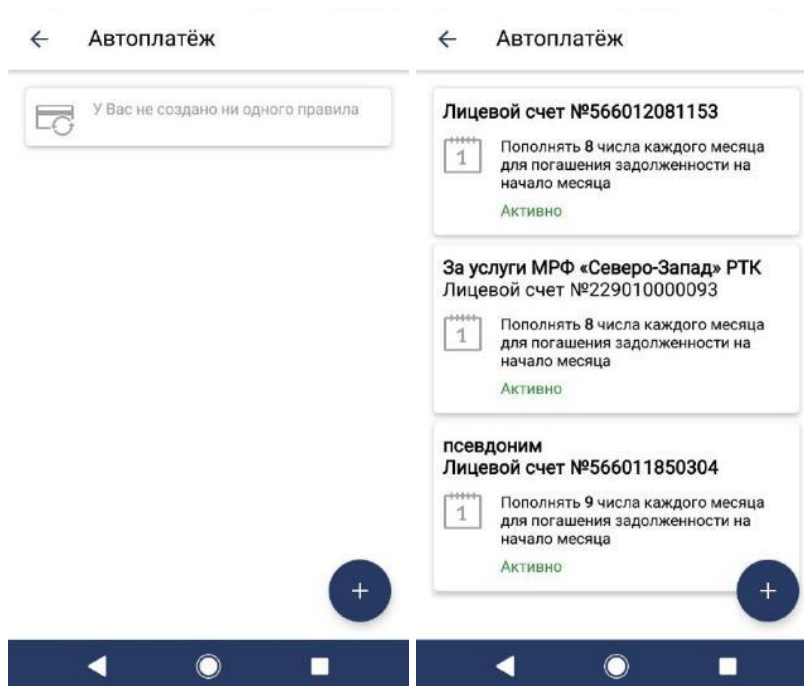 Автоплатёж
У Вас не создано ни одного правила
Автоплатёж
Лицевой счет №566012081153
1
Пополнять 8 числа каждого месяца
для погашения задолженности на
начало месяца
Активно
За услуги МРФ «Северо-Запад» РТК
Лицевой счет №229010000093
1
Пополнять 8 числа каждого месяца
для погашения задолженности на
начало месяца
Активно
псевдоним
Лицевой счет №566011850304
1
Пополнять 9 числа каждого месяца
для погашения задолженности на
начало месяца
Активно